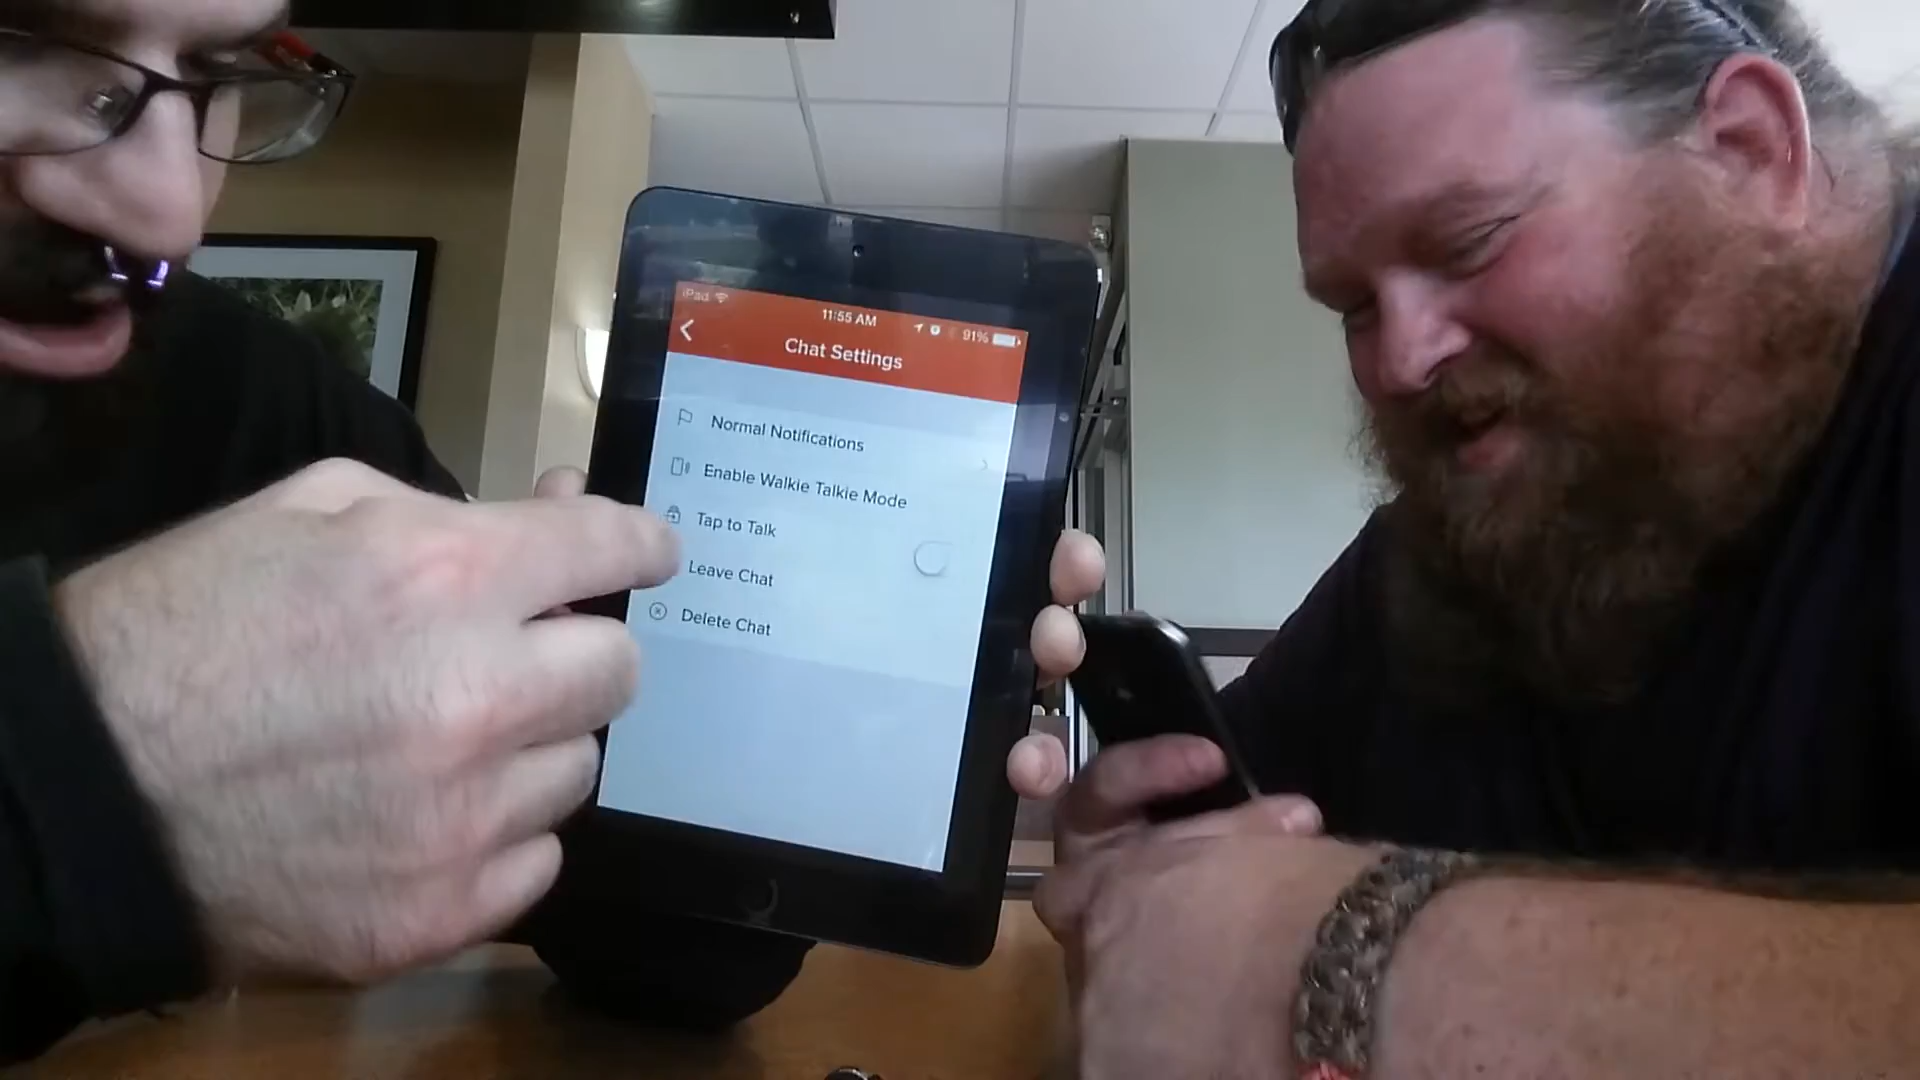 iPad
11:55 AM
91%
Chat Settings
Normal Notifications
Enable Walkie Talkie Mode
Tap to Talk
Leave Chat
Delete Chat